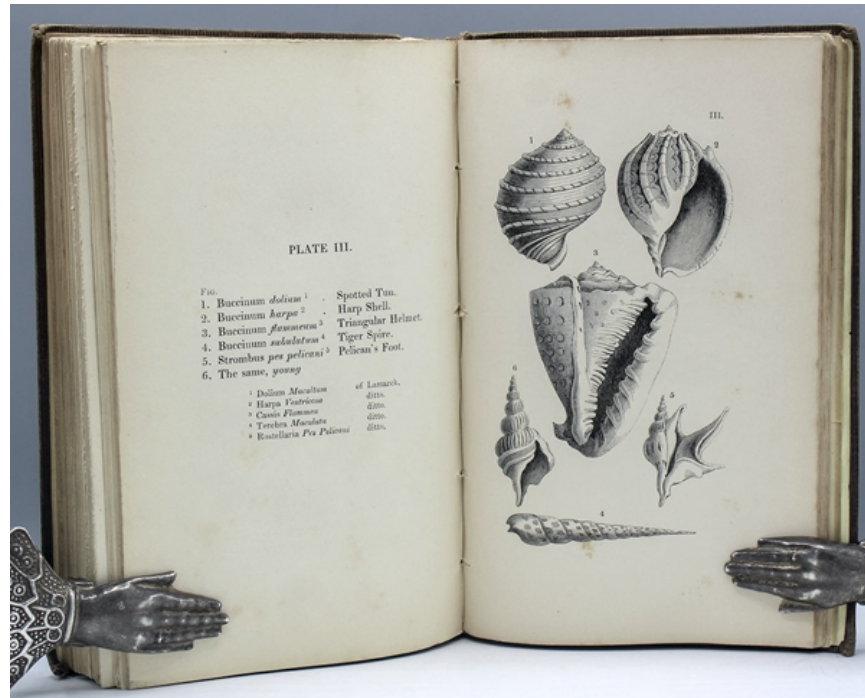 PLATE III.
FIG.
1. Buccinum dolium ¹ . Spotted Tun.
2. Buccinum harpa ² . Harp Shell.
3. Buccinum flammeum ³ Triangular Helmet.
4. Buccinum subulatum ⁴ Tiger Spire.
5. Strombus pes pelicani ⁵ Pelican's Foot.
6. The same, young
¹ Dolium Macultum of Lamarck.
² Harpa Ventricosa ditto.
³ Cassis Flammea ditto.
⁴ Terebra Maculata ditto.
⁵ Rostellaria Pes Pelicani ditto.
III.
1
2
3
6
5
4